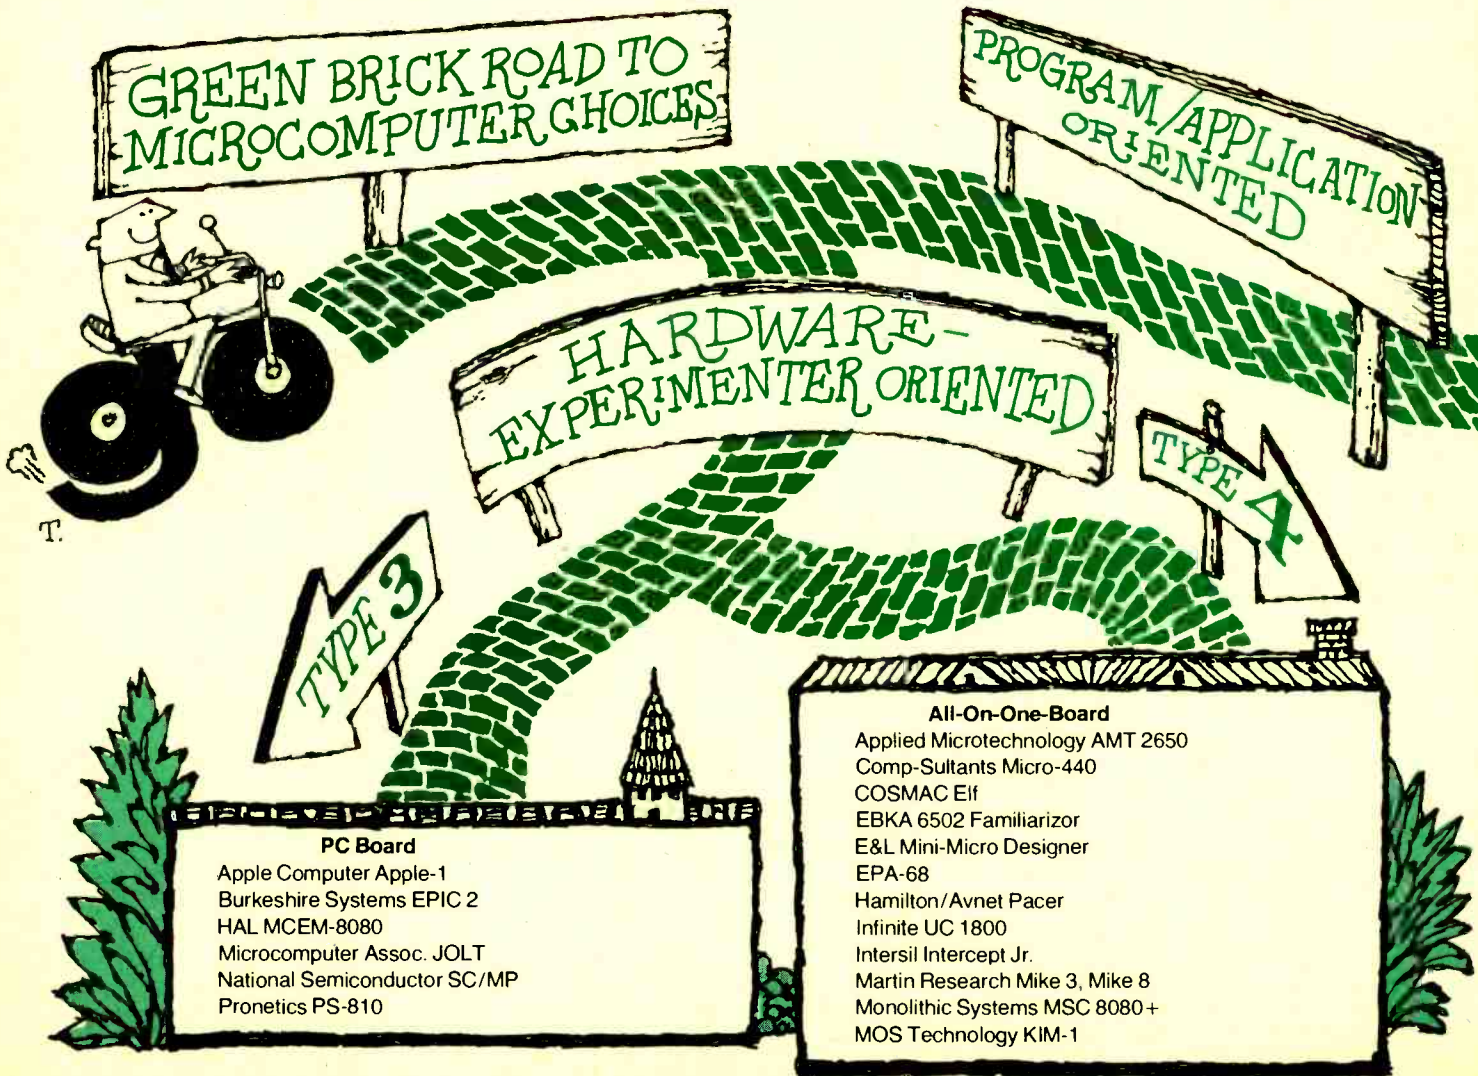 GREEN BRICK ROAD TO
MICROCOMPUTER CHOICES
PROGRAM/APPLICATION
ORIENTED
HARDWARE-
EXPERIMENTER ORIENTED
TYPE 4
T.
TYPE 3
PC Board
Apple Computer Apple-1
Burkeshire Systems EPIC 2
HAL MCEM-8080
Microcomputer Assoc. JOLT
National Semiconductor SC/MP
Pronetics PS-810
All-On-One-Board
Applied Microtechnology AMT 2650
Comp-Sultants Micro-440
COSMAC Elf
EBKA 6502 Familiarizor
E&L Mini-Micro Designer
EPA-68
Hamilton/Avnet Pacer
Infinite UC 1800
Intersil Intercept Jr.
Martin Research Mike 3, Mike 8
Monolithic Systems MSC 8080+
MOS Technology KIM-1